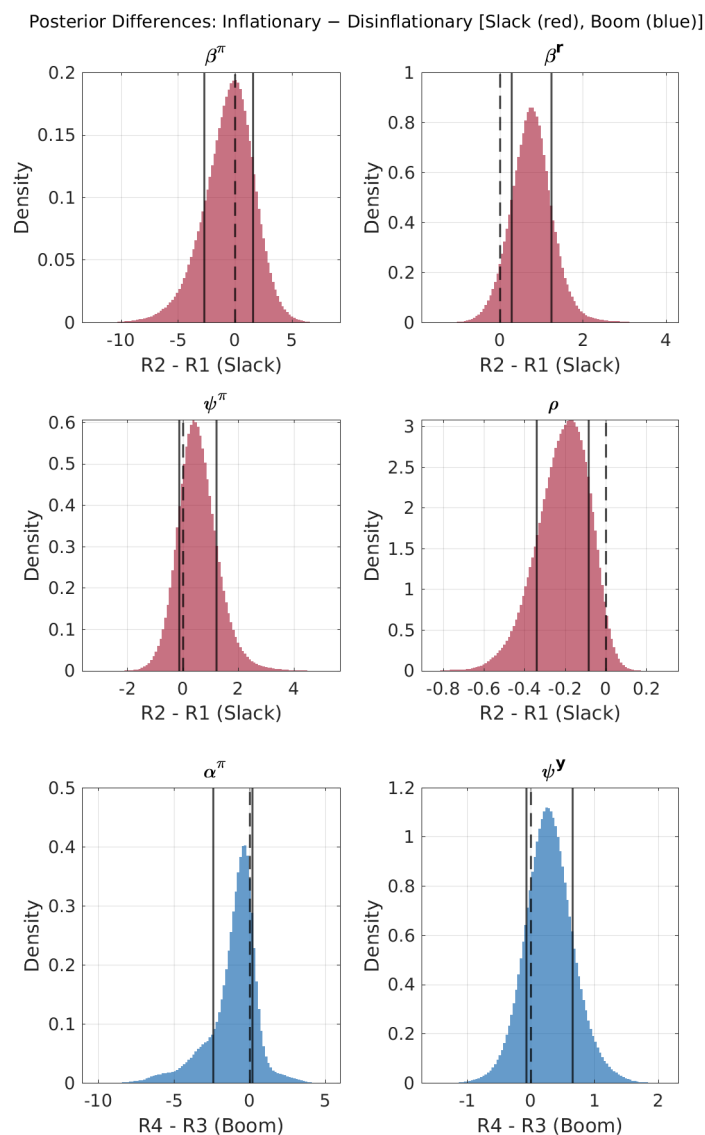 Posterior Differences: Inflationary − Disinflationary [Slack (red), Boom (blue)]
β^π
0.2
0.15
0.1
0.05
0
Density
-10 -5 0 5
R2 - R1 (Slack)
β^r
1
0.8
0.6
0.4
0.2
0
Density
0 2 4
R2 - R1 (Slack)
ψ^π
0.6
0.5
0.4
0.3
0.2
0.1
0
Density
-2 0 2 4
R2 - R1 (Slack)
ρ
3
2.5
2
1.5
1
0.5
0
Density
-0.8 -0.6 -0.4 -0.2 0 0.2
R2 - R1 (Slack)
α^π
0.5
0.4
0.3
0.2
0.1
0
Density
-10 -5 0 5
R4 - R3 (Boom)
ψ^y
1.2
1
0.8
0.6
0.4
0.2
0
Density
-1 0 1 2
R4 - R3 (Boom)